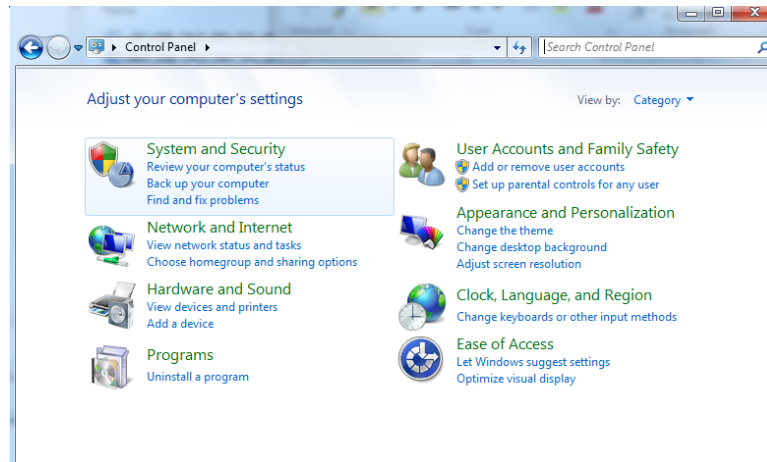 Control Panel
Search Control Panel
Adjust your computer's settings
View by: Category
System and Security
Review your computer's status
Back up your computer
Find and fix problems
Network and Internet
View network status and tasks
Choose homegroup and sharing options
Hardware and Sound
View devices and printers
Add a device
Programs
Uninstall a program
User Accounts and Family Safety
Add or remove user accounts
Set up parental controls for any user
Appearance and Personalization
Change the theme
Change desktop background
Adjust screen resolution
Clock, Language, and Region
Change keyboards or other input methods
Ease of Access
Let Windows suggest settings
Optimize visual display